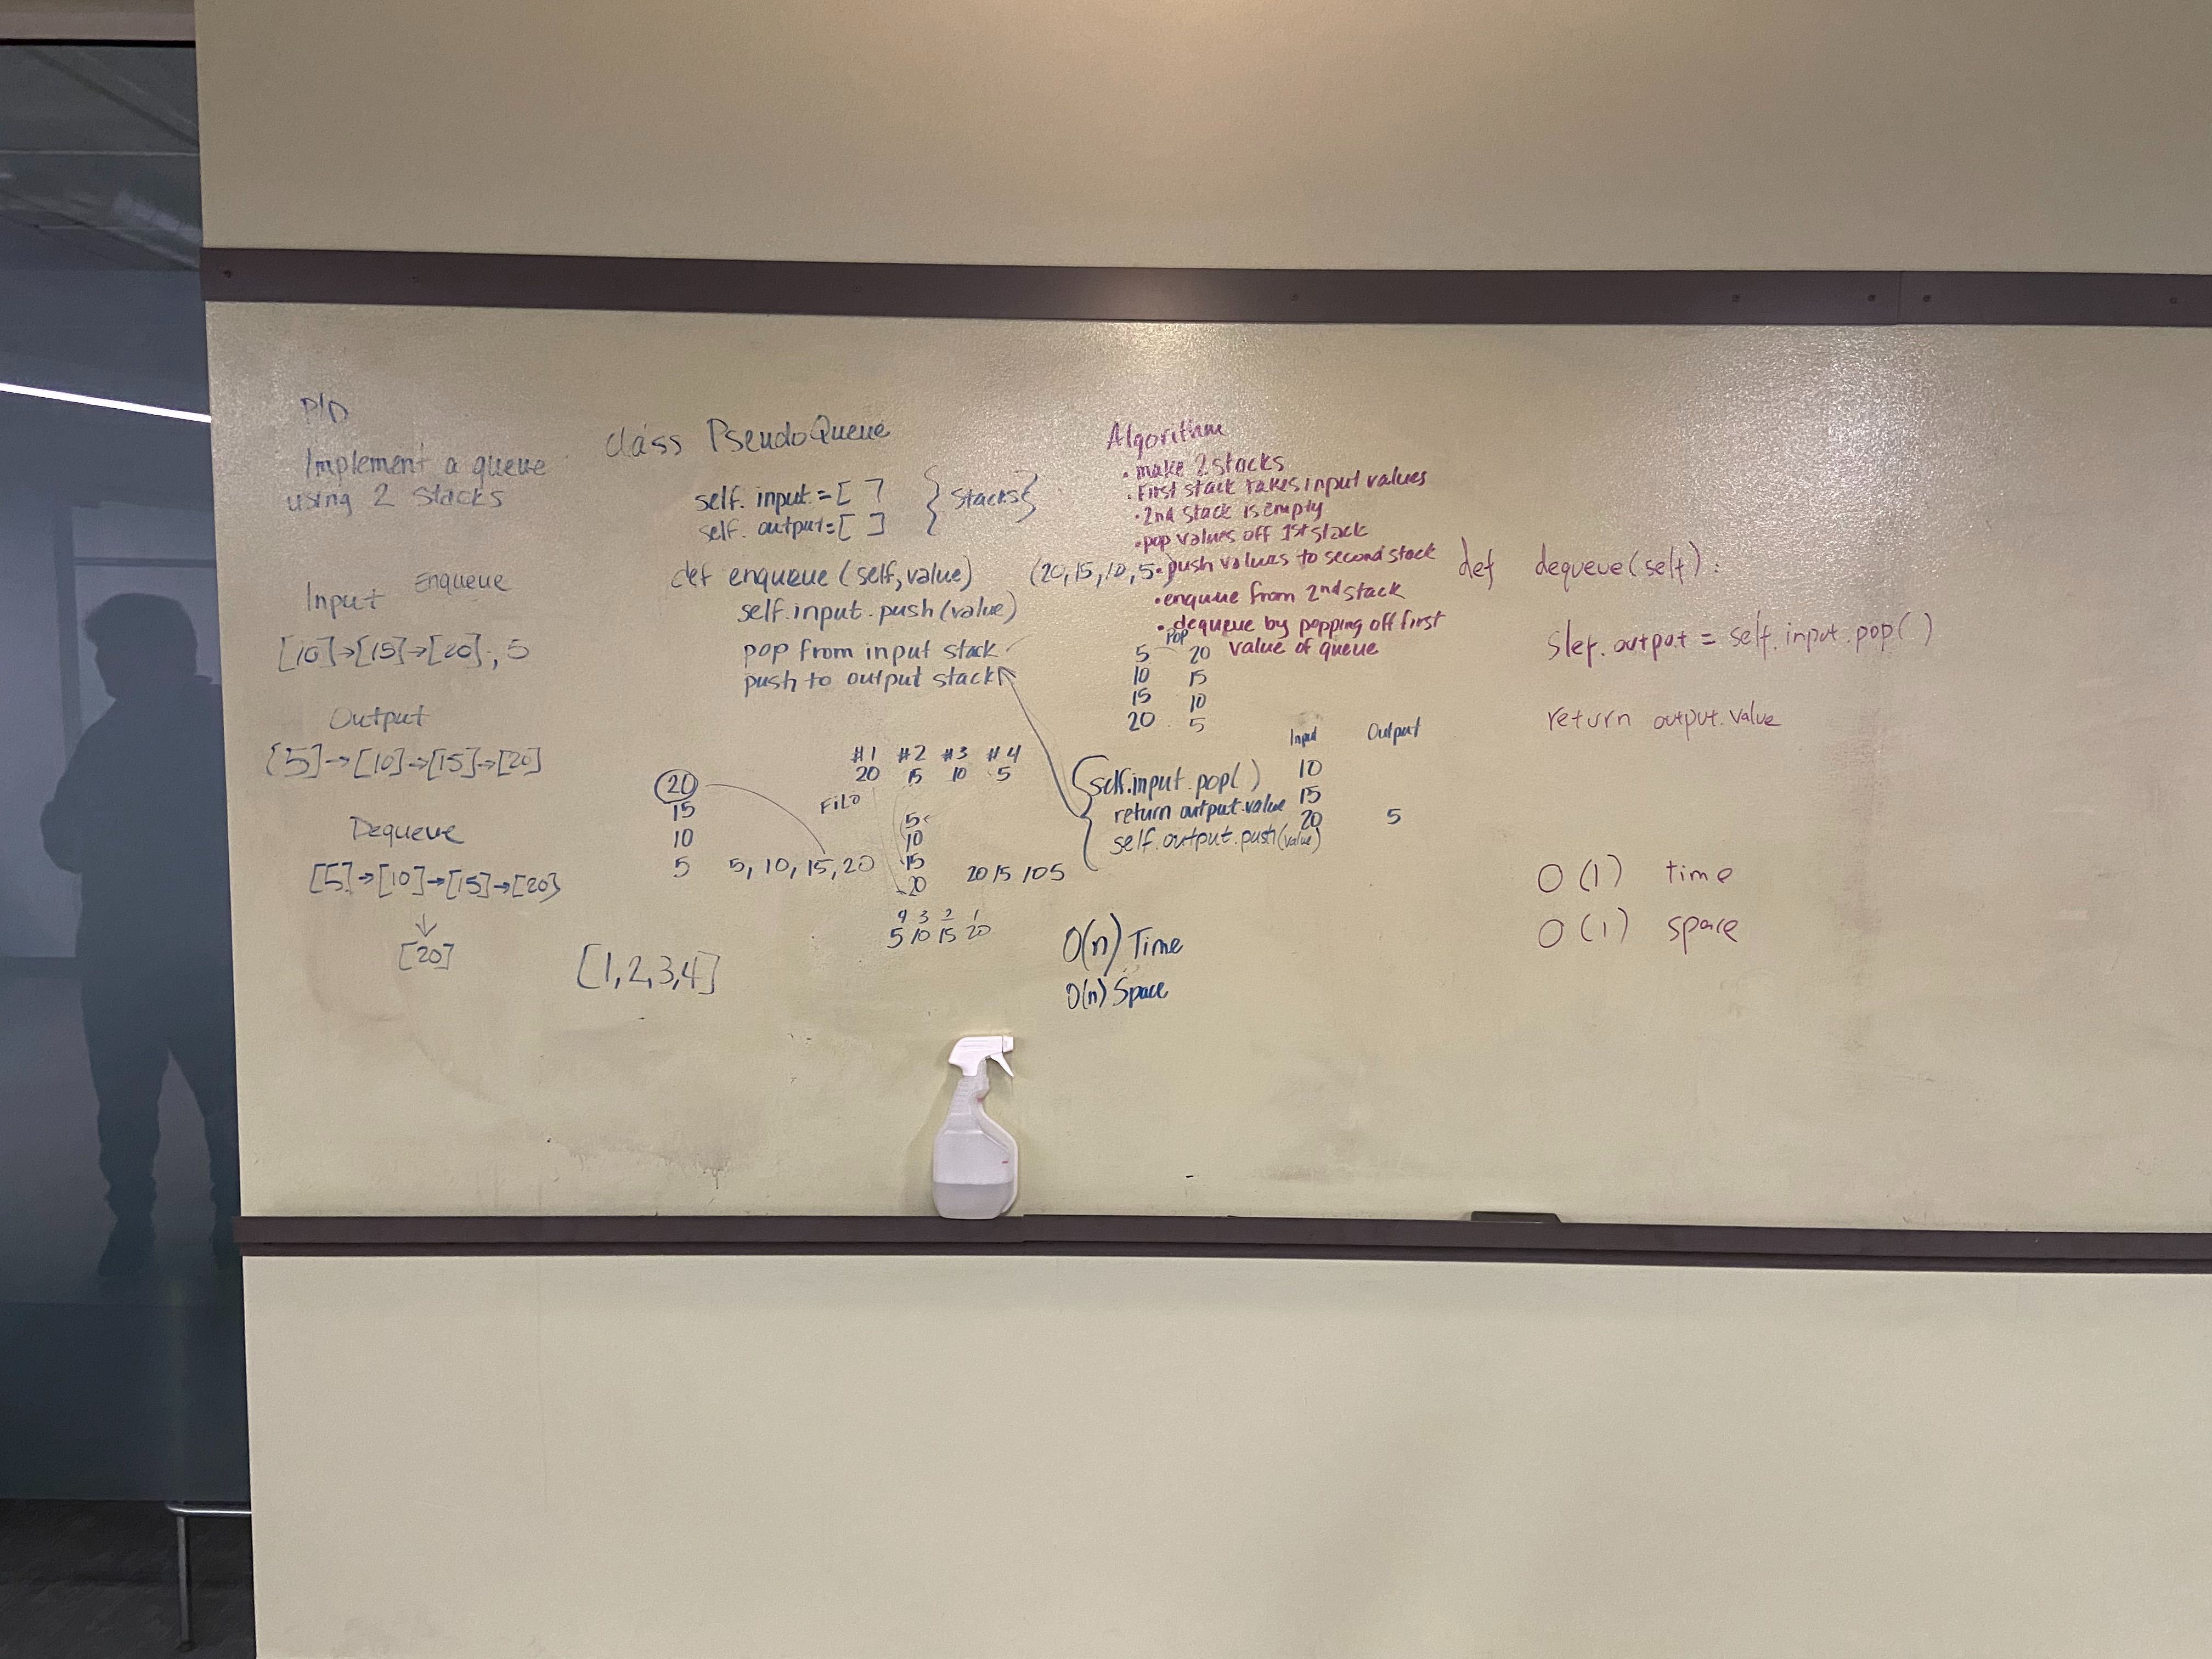 P/D
Implement a queue
using 2 stacks
Input Enqueue
[10]→[15]→[20], 5
Output
[5]→[10]→[15]→[20]
Dequeue
[5]→[10]→[15]→[20]
↓
[20]
class PseudoQueue
self.input = [ ]
self.output = [ ]
{ Stacks }
def enqueue (self, value)
self.input.push (value)
pop from input stack
push to output stack
20
15
10
5
5, 10, 15, 20
[1, 2, 3, 4]
#1 #2 #3 #4
20 15 10 5
FiLo
5
10
15
20
20 15 10 5
4 3 2 1
5 10 15 20
Algorithm
• make 2 stacks
• First stack takes input values
• 2nd stack is empty
• pop values off 1st stack
(20, 15, 10, 5
• push values to second stack
• enqueue from 2nd stack
• dequeue by popping off first
value of queue
POP
5 20
10 15
15 10
20 5
self.input.pop( )
return output.value
self.output.push(value)
Input Output
10
15
20 5
O(n) Time
O(n) Space
def dequeue(self):
slef.output = self.input.pop( )
return output.value
O (1) time
O (1) space